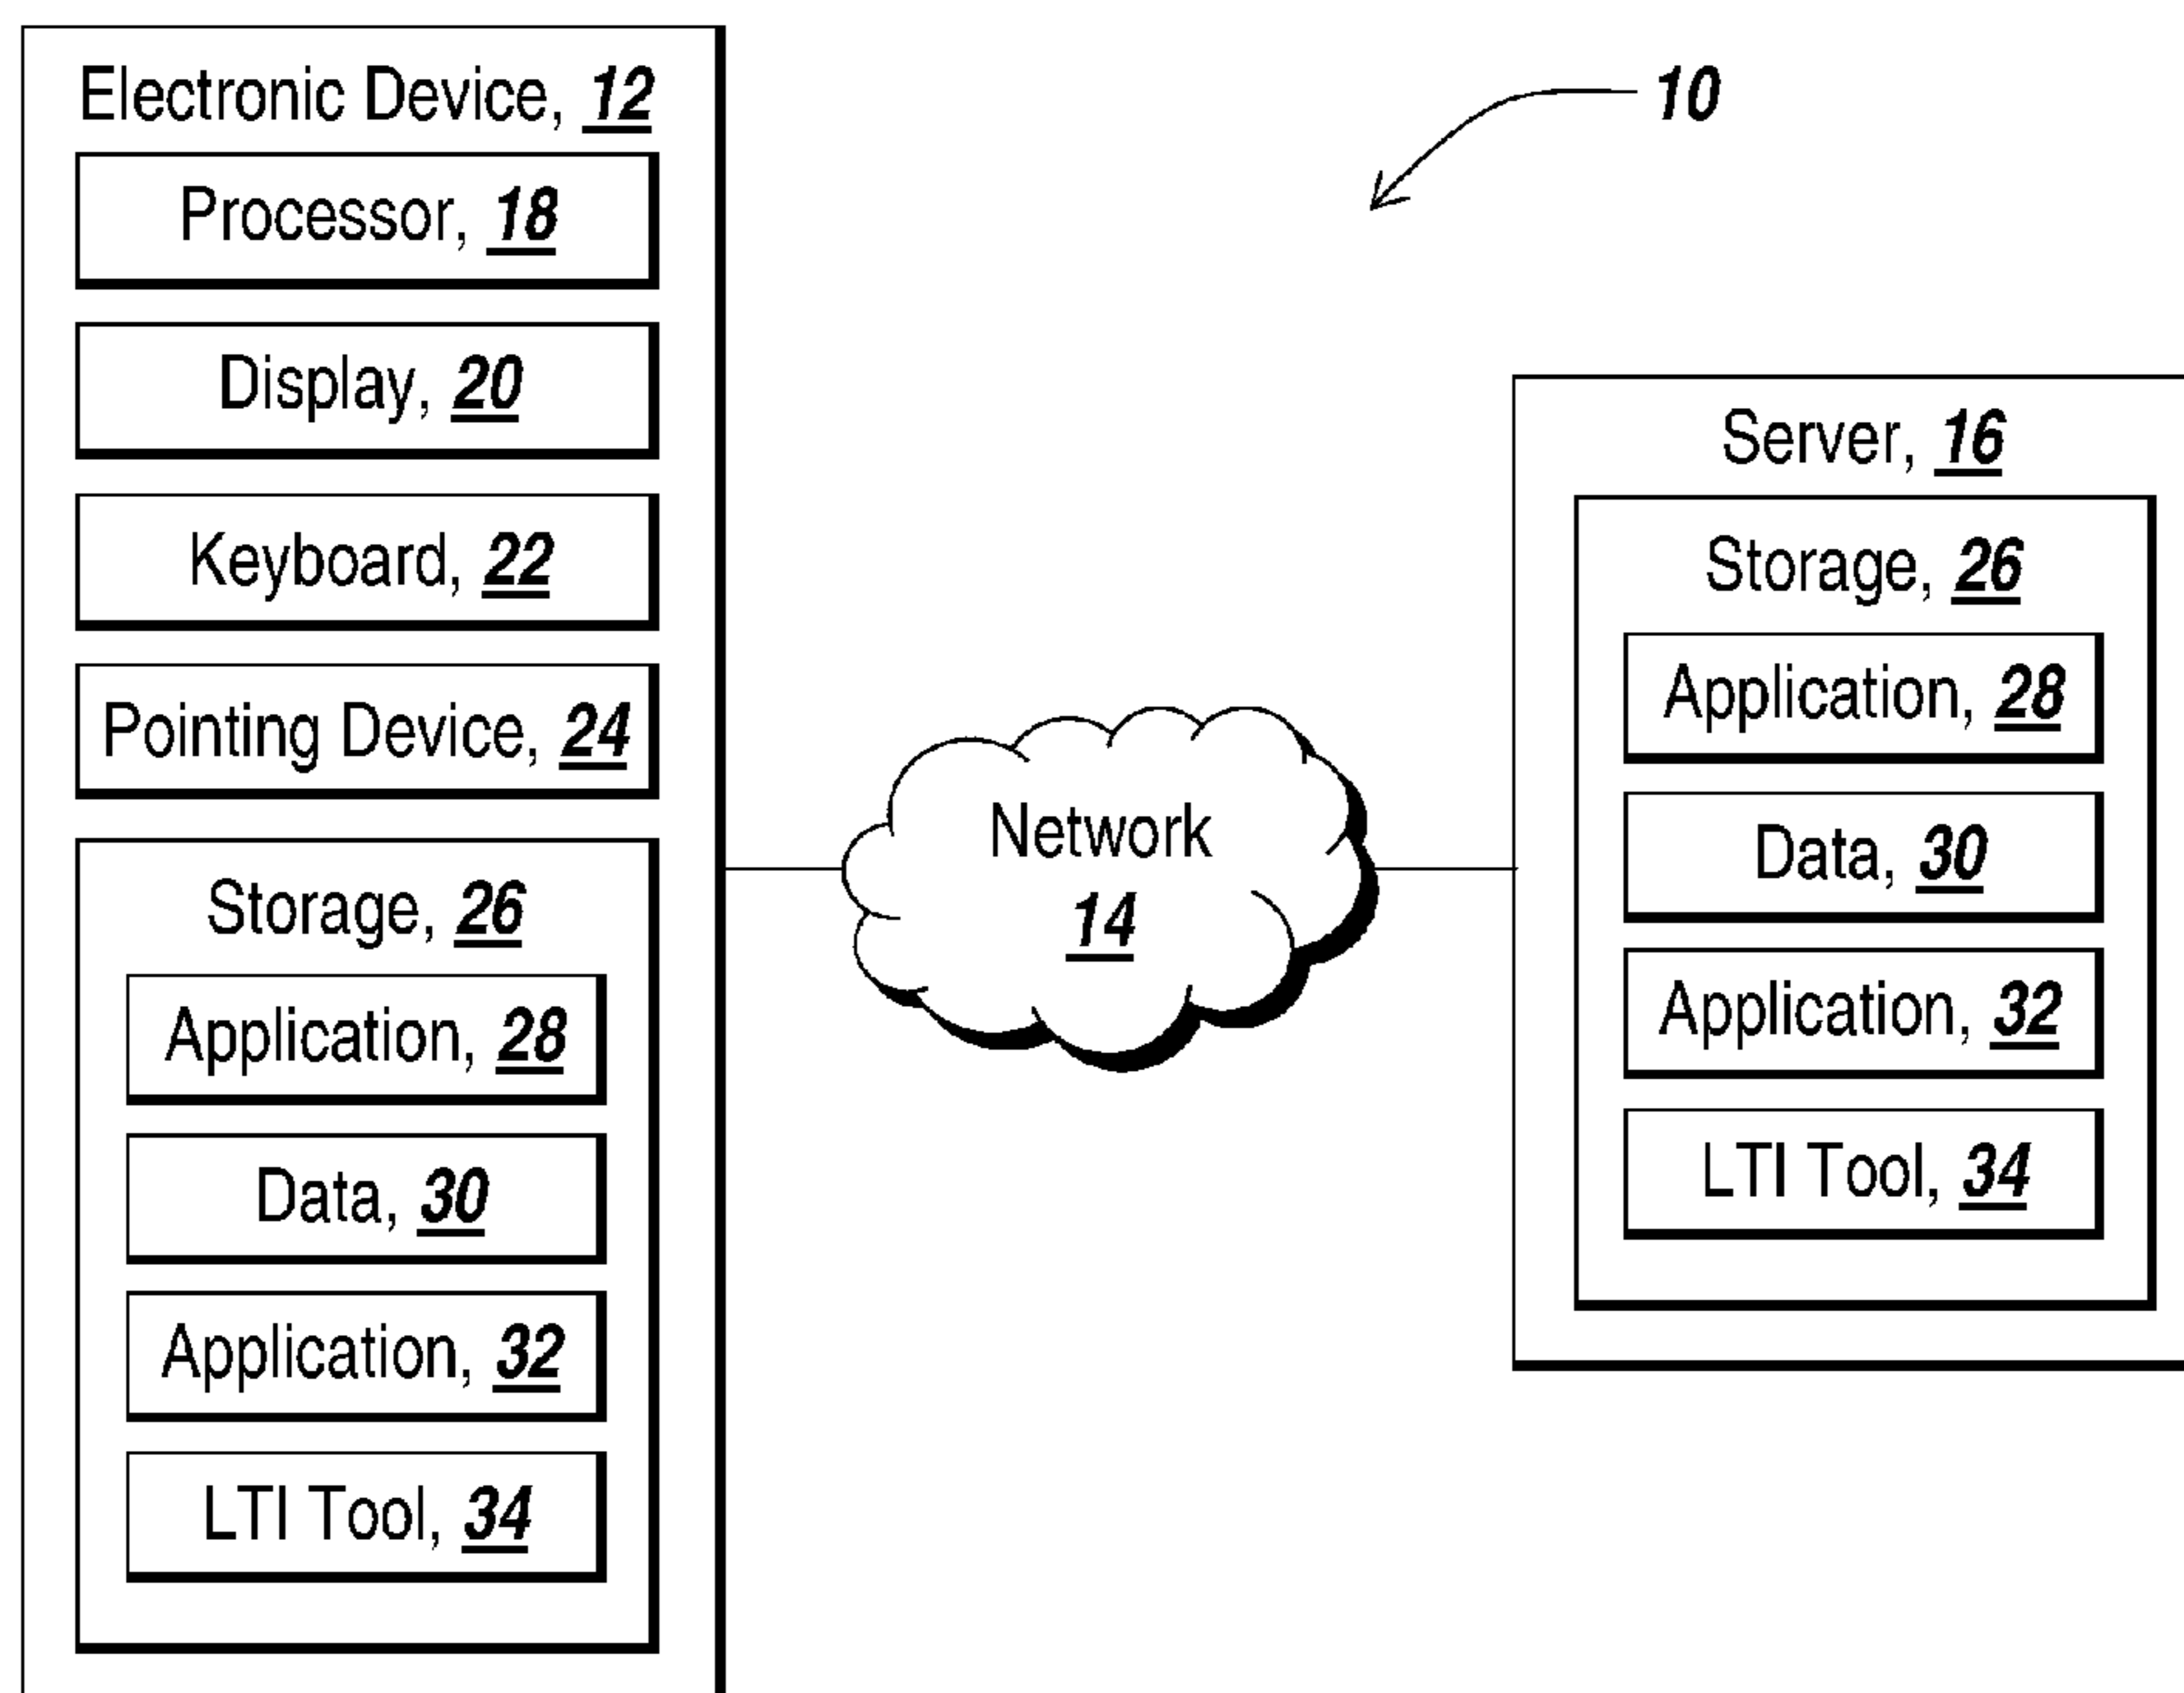 Electronic Device, 12
Processor, 18
Display, 20
Keyboard, 22
Pointing Device, 24
Storage, 26
Application, 28
Data, 30
Application, 32
LTI Tool, 34
10
Network
14
Server, 16
Storage, 26
Application, 28
Data, 30
Application, 32
LTI Tool, 34